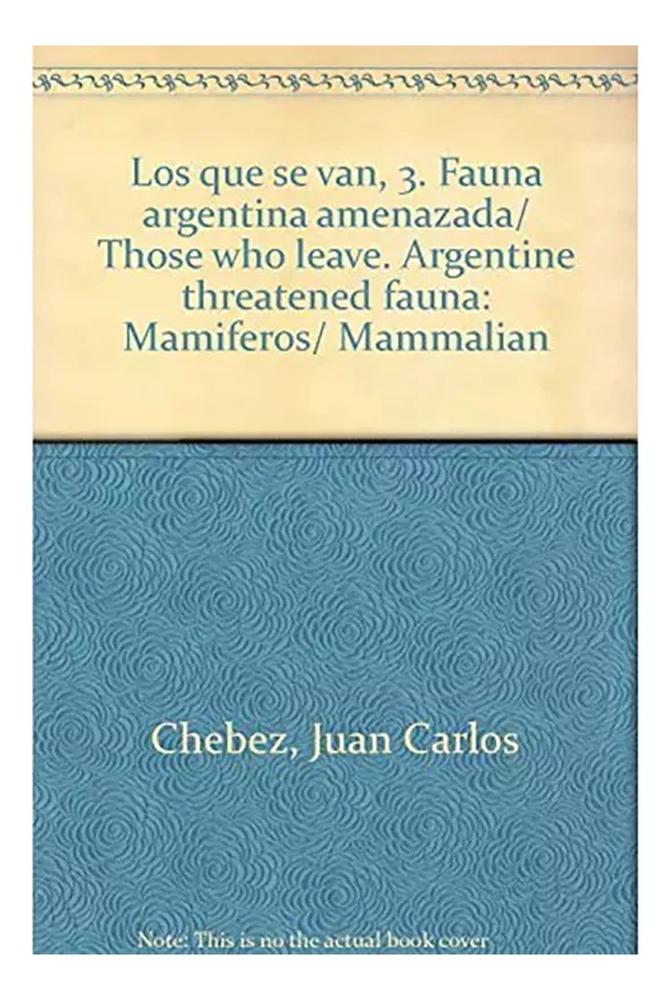 Los que se van, 3. Fauna
argentina amenazada/
Those who leave. Argentine
threatened fauna:
Mamiferos/ Mammalian
Chebez, Juan Carlos
Note: This is no the actual book cover